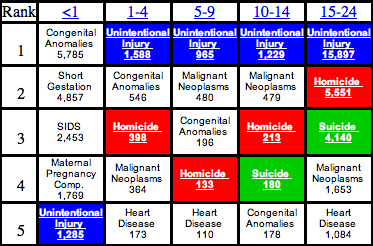 Rank <1 1-4 5-9 10-14 15-24
1
Congenital
Anomalies
5,785
Unintentional
Injury
1,588
Unintentional
Injury
965
Unintentional
Injury
1,229
Unintentional
Injury
15,897
2
Short
Gestation
4,857
Congenital
Anomalies
546
Malignant
Neoplasms
480
Malignant
Neoplasms
479
Homicide
5,551
3
SIDS
2,453
Homicide
398
Congenital
Anomalies
196
Homicide
213
Suicide
4,140
4
Maternal
Pregnancy
Comp.
1,769
Malignant
Neoplasms
364
Homicide
133
Suicide
180
Malignant
Neoplasms
1,653
5
Unintentional
Injury
1,285
Heart
Disease
173
Heart
Disease
110
Congenital
Anomalies
178
Heart
Disease
1,084